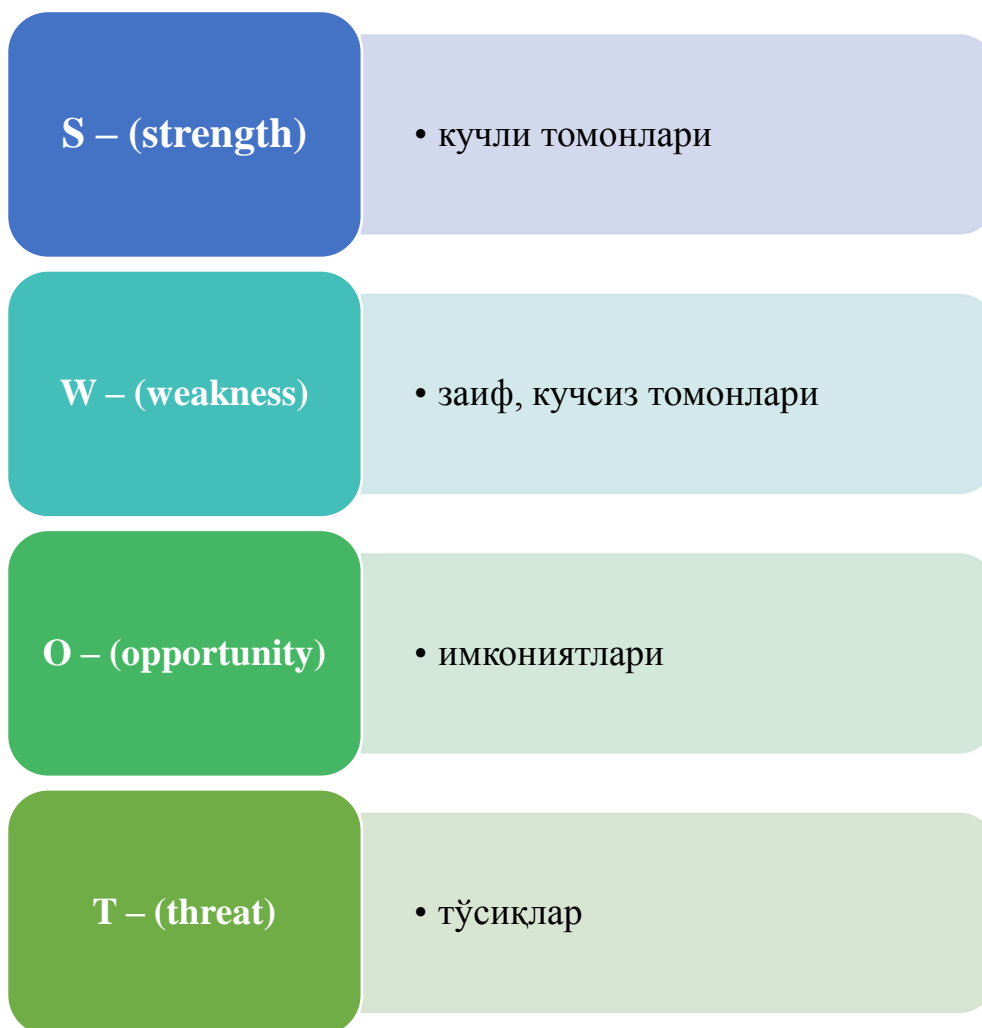 S – (strength)
• кучли томонлари
W – (weakness)
• заиф, кучсиз томонлари
O – (opportunity)
• имкониятлари
T – (threat)
• тўсиқлар